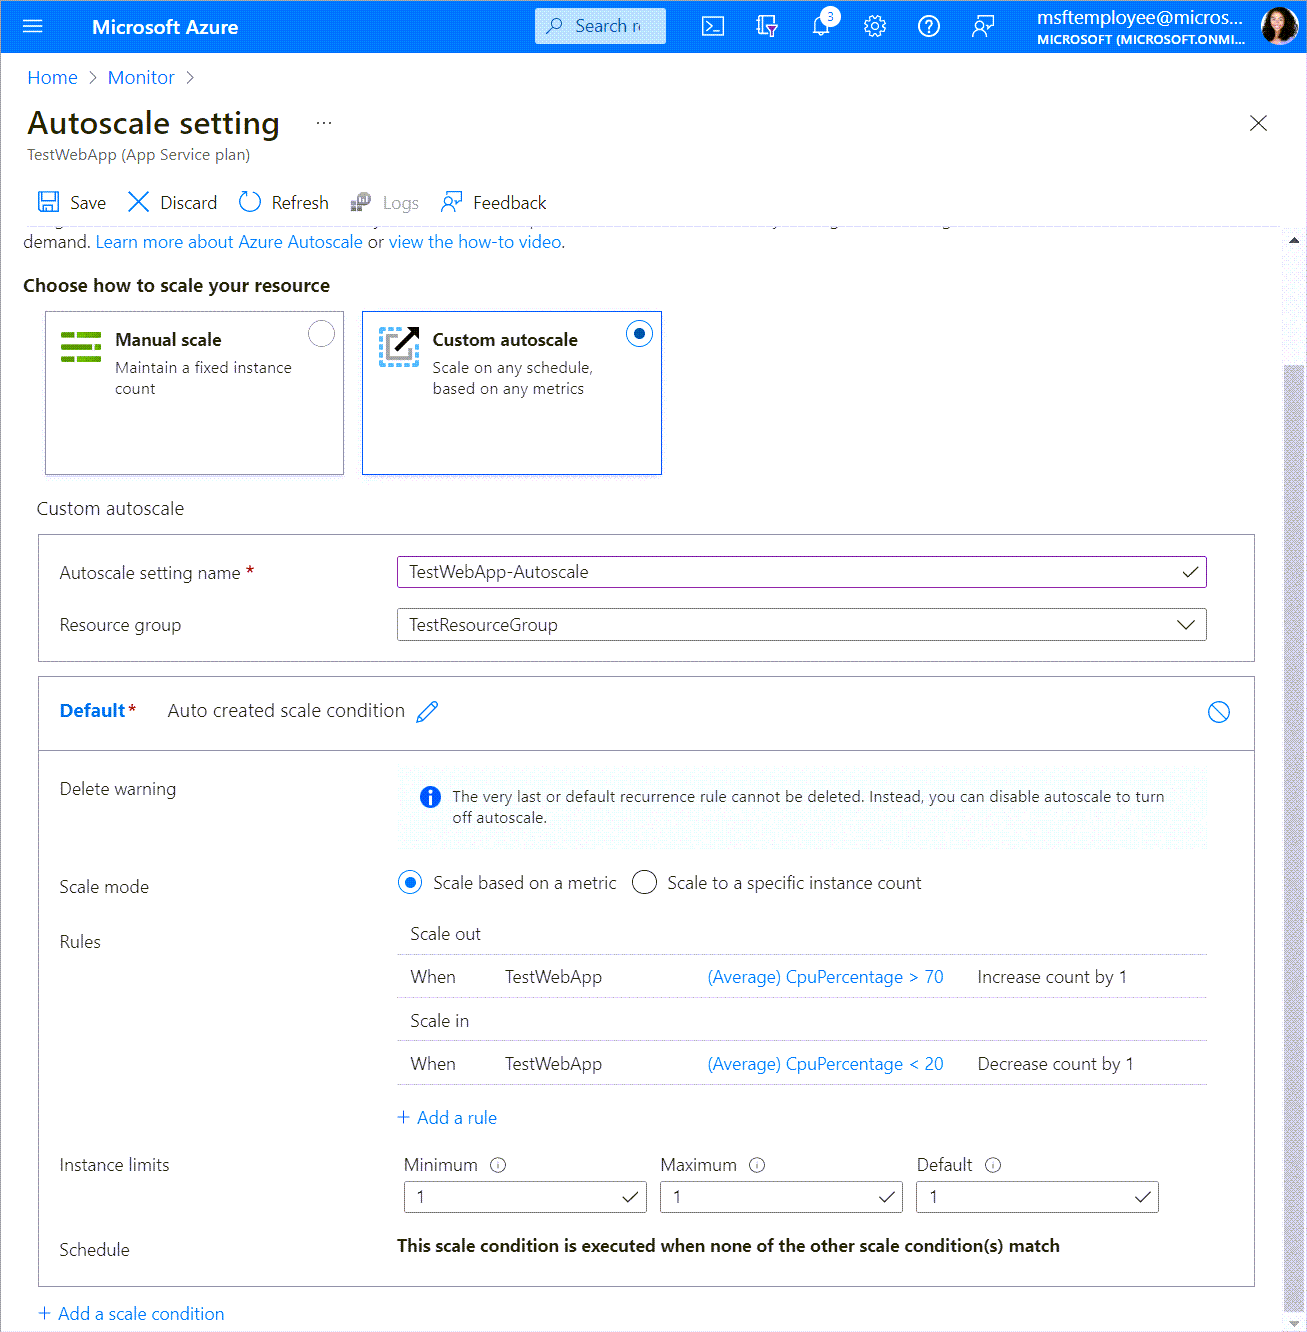 Microsoft Azure
Search r
3
msftemployee@micros...
MICROSOFT (MICROSOFT.ONMI...
Home > Monitor >
Autoscale setting ...
TestWebApp (App Service plan)
Save Discard Refresh Logs Feedback
demand. Learn more about Azure Autoscale or view the how-to video.
Choose how to scale your resource
Manual scale
Maintain a fixed instance
count
Custom autoscale
Scale on any schedule,
based on any metrics
Custom autoscale
Autoscale setting name * TestWebApp-Autoscale
Resource group TestResourceGroup
Default* Auto created scale condition
Delete warning
The very last or default recurrence rule cannot be deleted. Instead, you can disable autoscale to turn
off autoscale.
Scale mode Scale based on a metric Scale to a specific instance count
Rules
Scale out
When TestWebApp (Average) CpuPercentage > 70 Increase count by 1
Scale in
When TestWebApp (Average) CpuPercentage < 20 Decrease count by 1
+ Add a rule
Instance limits Minimum Maximum Default
1 1 1
Schedule This scale condition is executed when none of the other scale condition(s) match
+ Add a scale condition